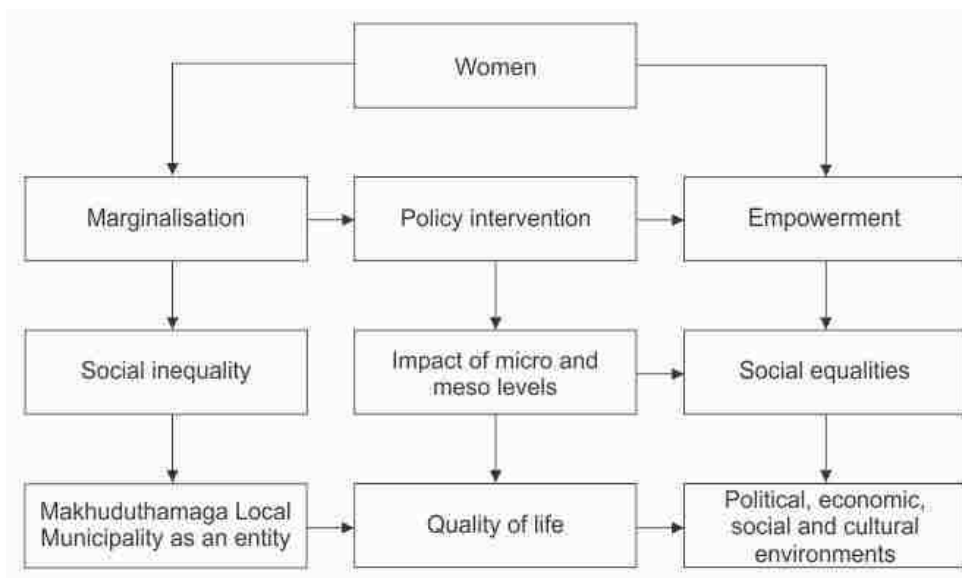 Women
Marginalisation
Policy intervention
Empowerment
Social inequality
Impact of micro and
meso levels
Social equalities
Makhuduthamaga Local
Municipality as an entity
Quality of life
Political, economic,
social and cultural
environments